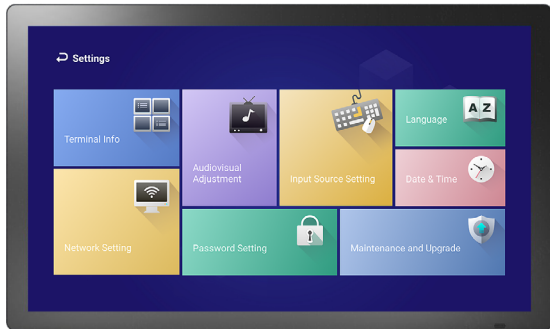 Settings
Terminal Info
Audiovisual
Adjustment
Input Source Setting
Language
A Z
Date & Time
Network Setting
Password Setting
Maintenance and Upgrade